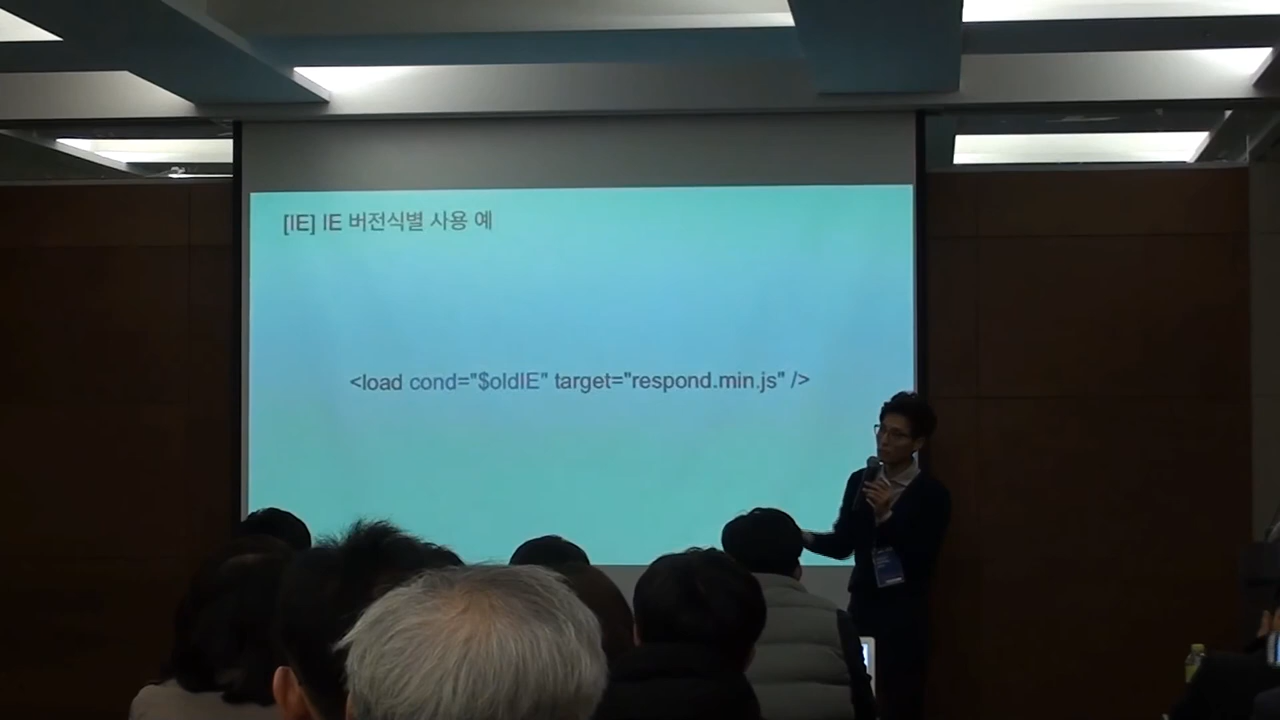 [IE] IE 버전식별 사용 예
<load cond="$oldIE" target="respond.min.js" />